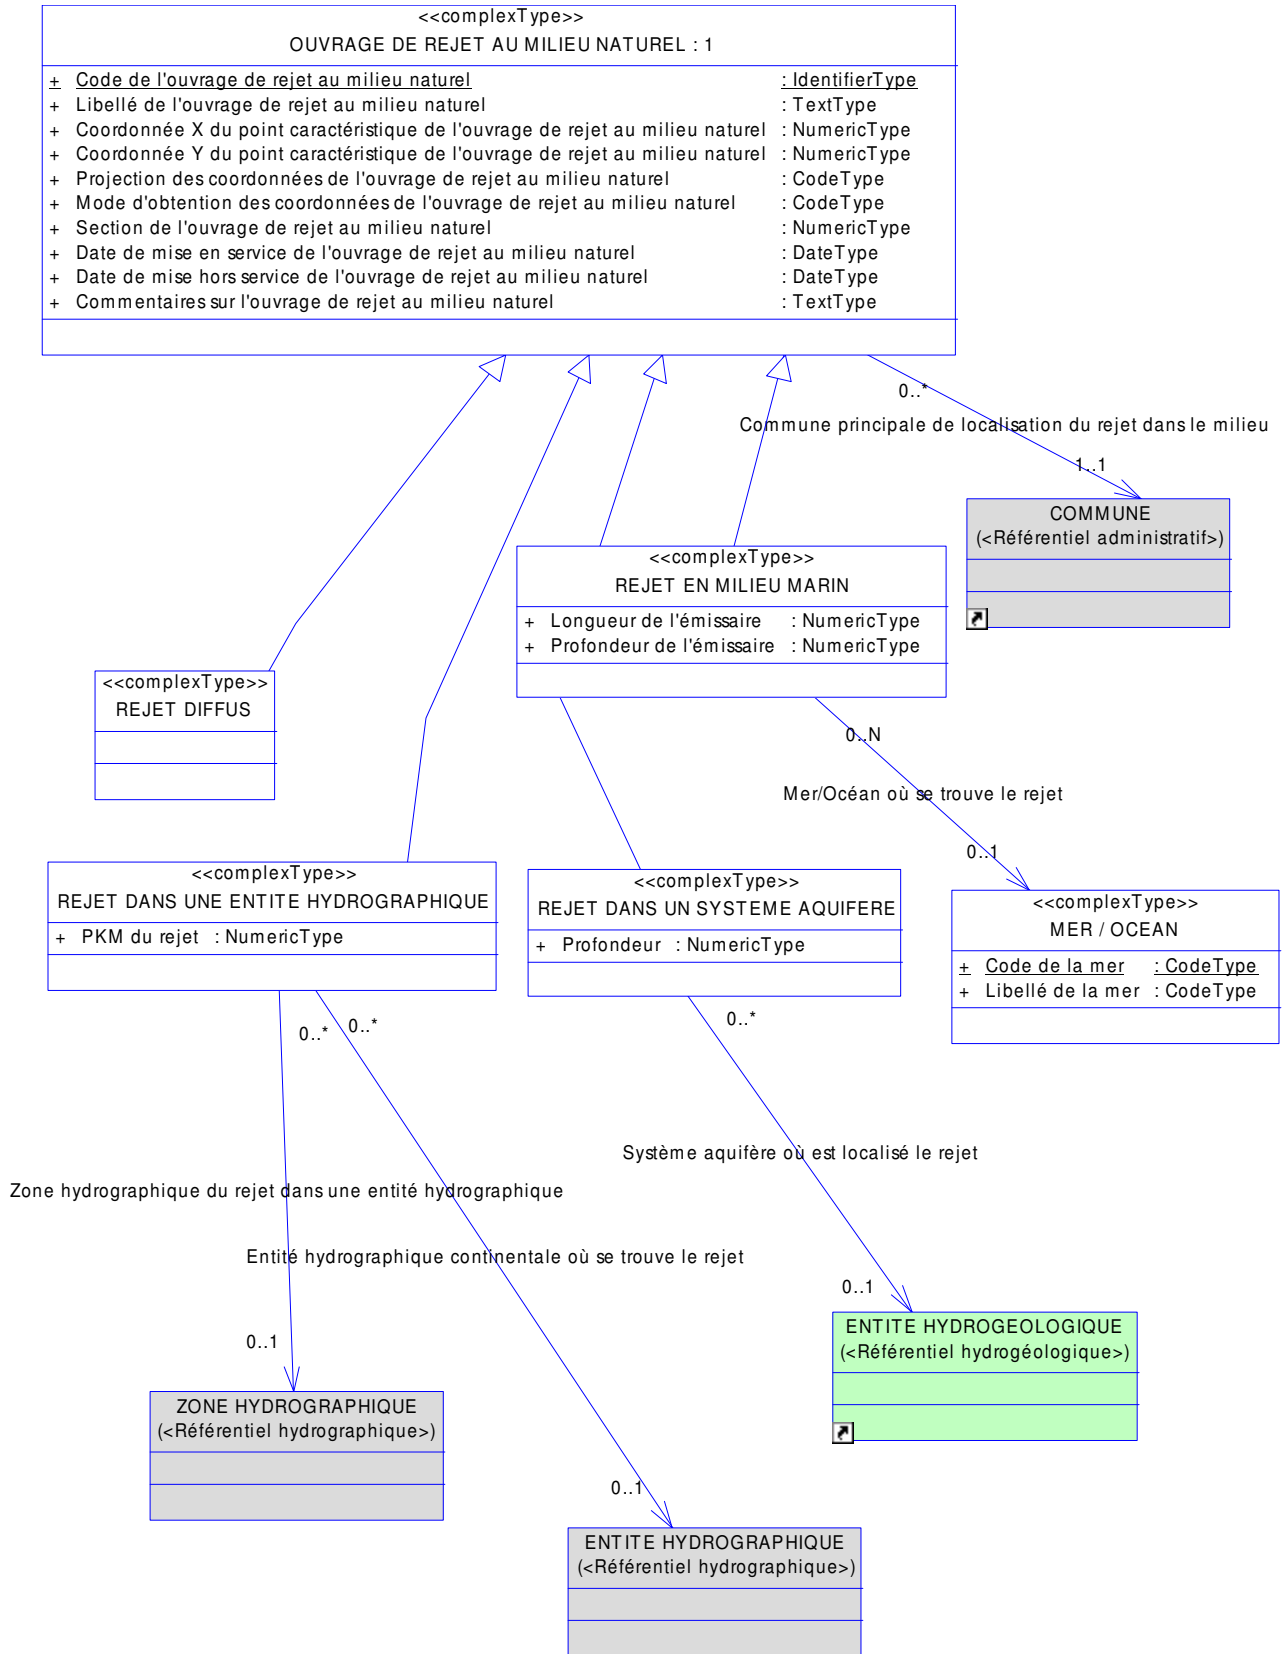 <<complexType>>
OUVRAGE DE REJET AU MILIEU NATUREL : 1
+ Code de l'ouvrage de rejet au milieu naturel : IdentifierType
+ Libellé de l'ouvrage de rejet au milieu naturel : TextType
+ Coordonnée X du point caractéristique de l'ouvrage de rejet au milieu naturel : NumericType
+ Coordonnée Y du point caractéristique de l'ouvrage de rejet au milieu naturel : NumericType
+ Projection des coordonnées de l'ouvrage de rejet au milieu naturel : CodeType
+ Mode d'obtention des coordonnées de l'ouvrage de rejet au milieu naturel : CodeType
+ Section de l'ouvrage de rejet au milieu naturel : NumericType
+ Date de mise en service de l'ouvrage de rejet au milieu naturel : DateType
+ Date de mise hors service de l'ouvrage de rejet au milieu naturel : DateType
+ Commentaires sur l'ouvrage de rejet au milieu naturel : TextType
0..*
Commune principale de localisation du rejet dans le milieu
1..1
COMMUNE
(<Référentiel administratif>)
<<complexType>>
REJET EN MILIEU MARIN
+ Longueur de l'émissaire : NumericType
+ Profondeur de l'émissaire : NumericType
<<complexType>>
REJET DIFFUS
0..N
Mer/Océan où se trouve le rejet
0..1
<<complexType>>
REJET DANS UNE ENTITE HYDROGRAPHIQUE
+ PKM du rejet : NumericType
<<complexType>>
REJET DANS UN SYSTEME AQUIFERE
+ Profondeur : NumericType
<<complexType>>
MER / OCEAN
+ Code de la mer : CodeType
+ Libellé de la mer : CodeType
0..*
0..*
0..*
Système aquifère où est localisé le rejet
Zone hydrographique du rejet dans une entité hydrographique
Entité hydrographique continentale où se trouve le rejet
0..1
0..1
ENTITE HYDROGEOLOGIQUE
(<Référentiel hydrogéologique>)
ZONE HYDROGRAPHIQUE
(<Référentiel hydrographique>)
0..1
ENTITE HYDROGRAPHIQUE
(<Référentiel hydrographique>)